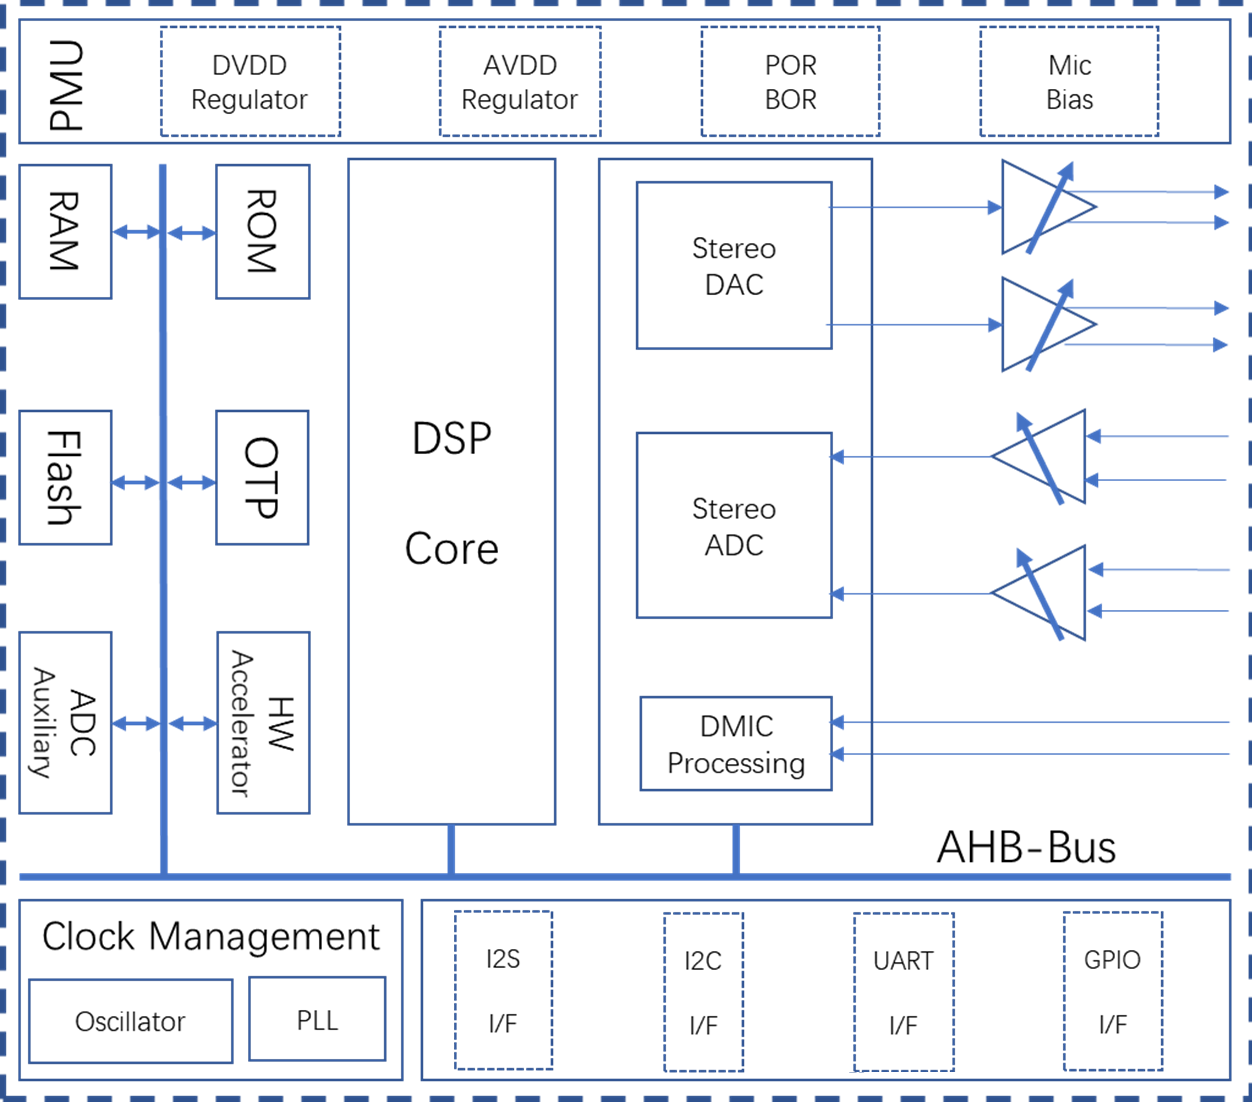 PMU
DVDD
Regulator
AVDD
Regulator
POR
BOR
Mic
Bias
RAM
ROM
Flash
OTP
ADC
Auxiliary
HW
Accelerator
DSP
Core
Stereo
DAC
Stereo
ADC
DMIC
Processing
AHB-Bus
Clock Management
Oscillator
PLL
I2S
I/F
I2C
I/F
UART
I/F
GPIO
I/F